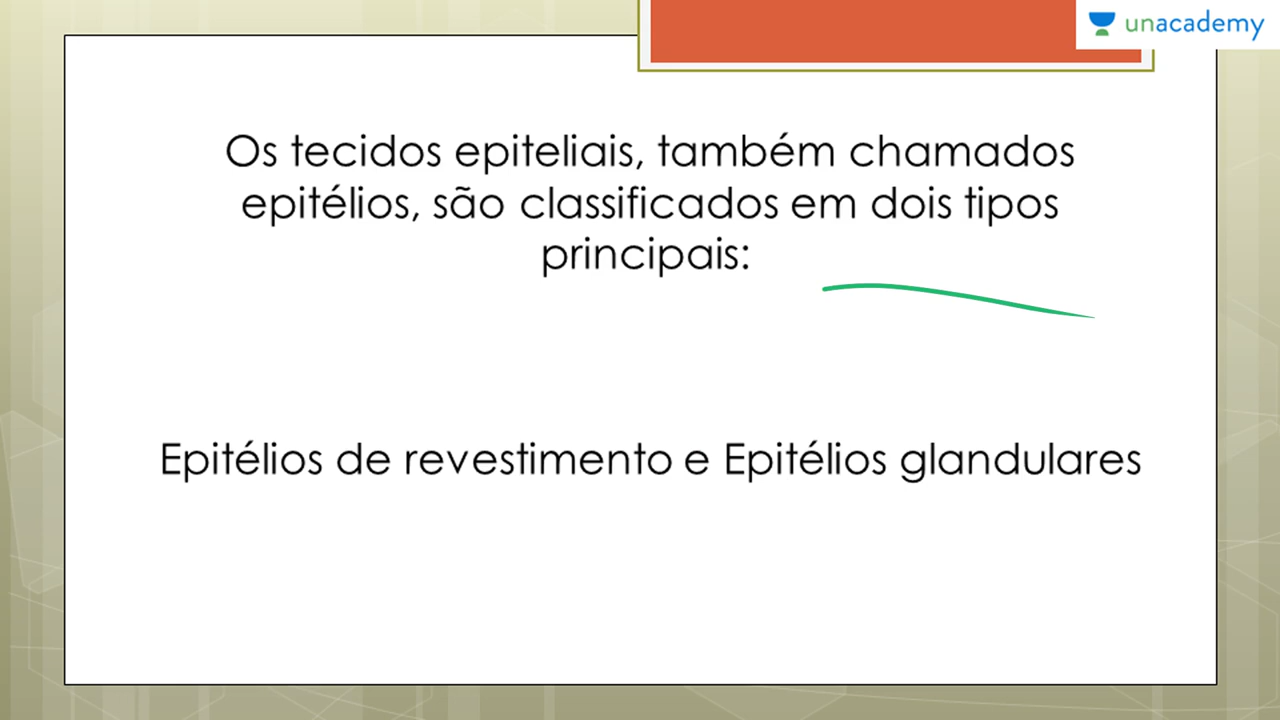 unacademy
Os tecidos epiteliais, também chamados
epitélios, são classificados em dois tipos
principais:
Epitélios de revestimento e Epitélios glandulares